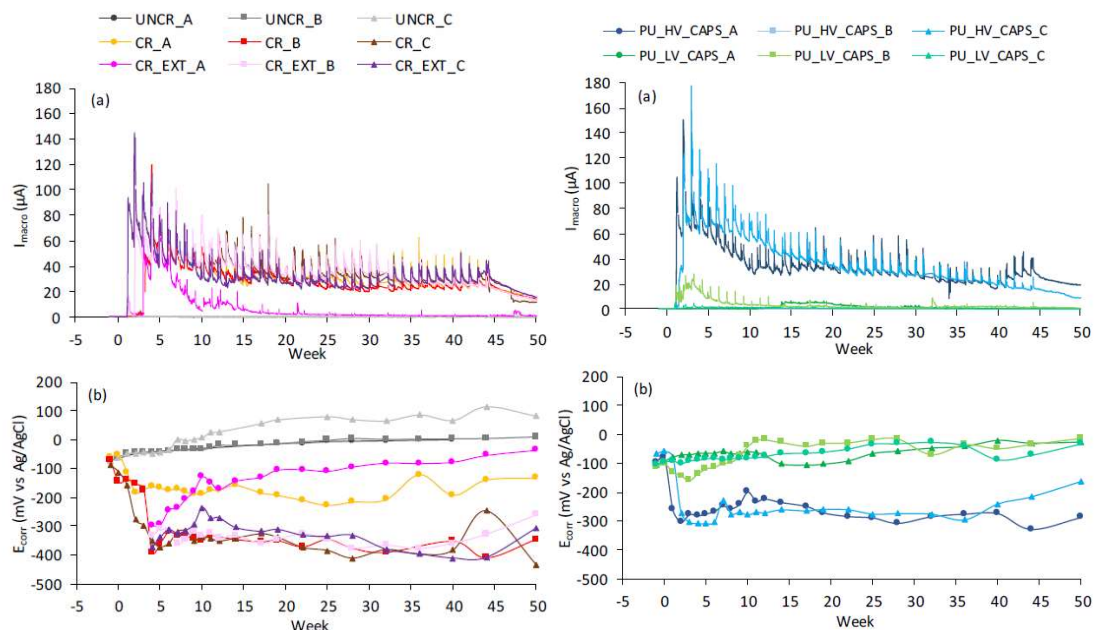 UNCR_A UNCR_B UNCR_C
CR_A CR_B CR_C
CR_EXT_A CR_EXT_B CR_EXT_C
(a)
180
160
140
120
100
80
60
40
20
0
I_macro (µA)
-5 0 5 10 15 20 25 30 35 40 45 50
Week
(b)
200
100
0
-100
-200
-300
-400
-500
E_corr (mV vs Ag/AgCl)
-5 0 5 10 15 20 25 30 35 40 45 50
Week
PU_HV_CAPS_A PU_HV_CAPS_B PU_HV_CAPS_C
PU_LV_CAPS_A PU_LV_CAPS_B PU_LV_CAPS_C
(a)
180
160
140
120
100
80
60
40
20
0
I_macro (µA)
-5 0 5 10 15 20 25 30 35 40 45 50
Week
(b)
200
100
0
-100
-200
-300
-400
-500
E_corr (mV vs Ag/AgCl)
-5 0 5 10 15 20 25 30 35 40 45 50
Week